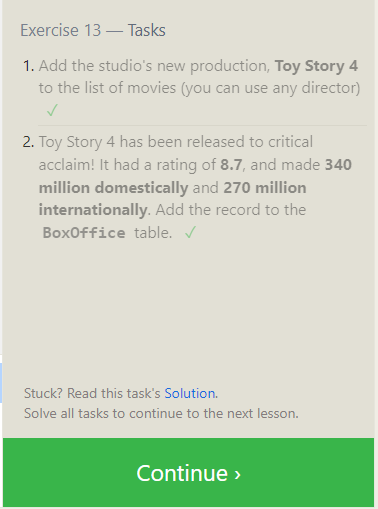 Exercise 13 — Tasks
1. Add the studio's new production, Toy Story 4
to the list of movies (you can use any director)
✓
2. Toy Story 4 has been released to critical
acclaim! It had a rating of 8.7, and made 340
million domestically and 270 million
internationally. Add the record to the
BoxOffice table. ✓
Stuck? Read this task's Solution.
Solve all tasks to continue to the next lesson.
Continue ›